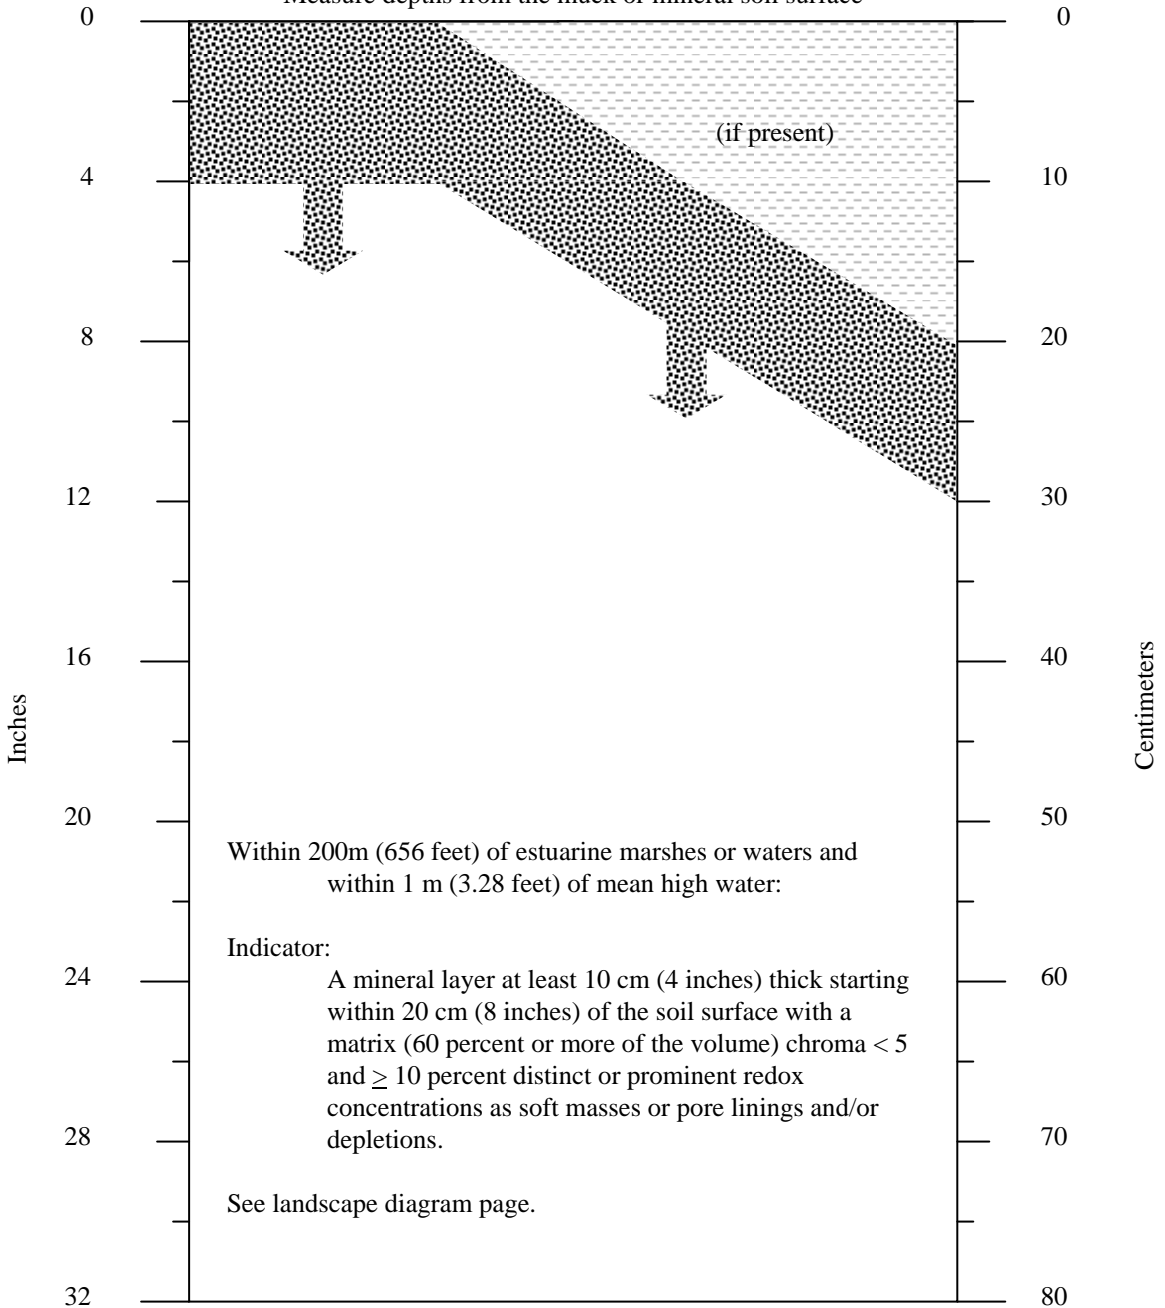 Measure depths from the muck or mineral soil surface
0
0
(if present)
4
10
8
20
12
30
16
40
Inches
Centimeters
20
50
Within 200m (656 feet) of estuarine marshes or waters and
within 1 m (3.28 feet) of mean high water:
Indicator:
24
60
A mineral layer at least 10 cm (4 inches) thick starting
within 20 cm (8 inches) of the soil surface with a
matrix (60 percent or more of the volume) chroma < 5
and ≥ 10 percent distinct or prominent redox
concentrations as soft masses or pore linings and/or
depletions.
28
70
See landscape diagram page.
32
80